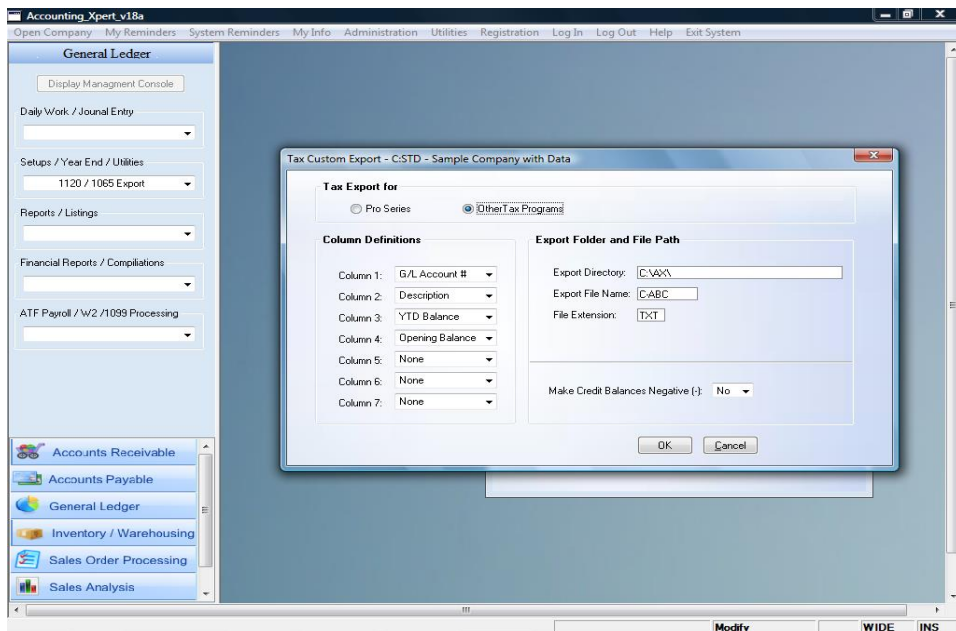 Accounting_Xpert_v18a
Open Company My Reminders System Reminders My Info Administration Utilities Registration Log In Log Out Help Exit System
General Ledger
Display Managment Console
Daily Work / Jounal Entry
Setups / Year End / Utilities
1120 / 1065 Export
Reports / Listings
Financial Reports / Compiliations
ATF Payroll / W2 /1099 Processing
Accounts Receivable
Accounts Payable
General Ledger
Inventory / Warehousing
Sales Order Processing
Sales Analysis
Tax Custom Export - C:STD - Sample Company with Data
Tax Export for
Pro Series OtherTax Programs
Column Definitions
Column 1: G/L Account #
Column 2: Description
Column 3: YTD Balance
Column 4: Opening Balance
Column 5: None
Column 6: None
Column 7: None
Export Folder and File Path
Export Directory: C:\AX\
Export File Name: C-ABC
File Extension: TXT
Make Credit Balances Negative (-): No
OK Cancel
Modify WIDE INS